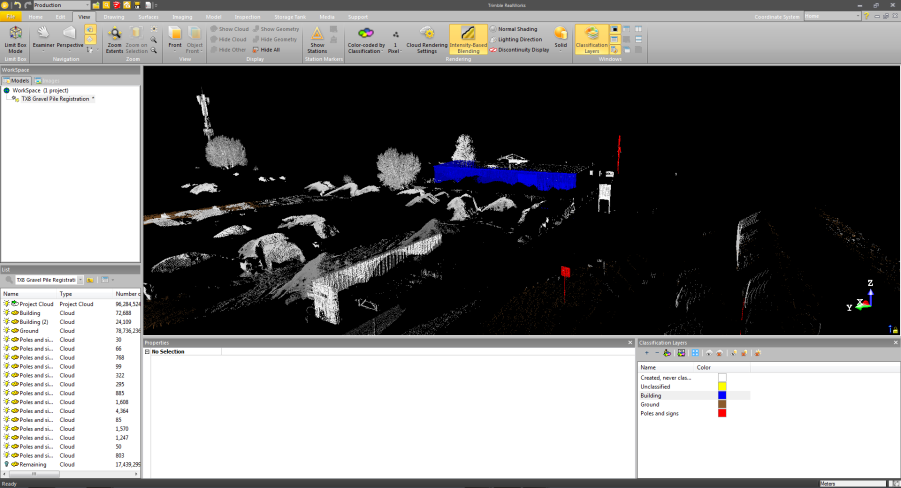 Production
Trimble RealWorks
Home Edit View Drawing Surfaces Imaging Model Inspection Storage Tank Media Support
Coordinate System Home
Limit Box Mode
Examiner
Perspective
Zoom Extents
Zoom on Selection
Front
Object Front
Show Cloud
Show Geometry
Hide Cloud
Hide Geometry
Hide Other
Hide All
Show Stations
Color-coded by Classification
1 Pixel
Cloud Rendering Settings
Intensity-Based Blending
Normal Shading
Lighting Direction
Discontinuity Display
Solid
Classification Layers
Limit Box Navigation Zoom View Display Station Markers Rendering Windows
WorkSpace
Models Images
WorkSpace (1 project)
TXB Gravel Pile Registration *
Z
Y X
List
TXB Gravel Pile Registrati
Name Type Number o
Project Cloud Project Cloud 96,284,524
Building Cloud 72,688
Building (2) Cloud 24,109
Ground Cloud 78,736,236
Poles and si... Cloud 30
Poles and si... Cloud 66
Poles and si... Cloud 768
Poles and si... Cloud 99
Poles and si... Cloud 322
Poles and si... Cloud 295
Poles and si... Cloud 885
Poles and si... Cloud 1,608
Poles and si... Cloud 4,364
Poles and si... Cloud 85
Poles and si... Cloud 1,570
Poles and si... Cloud 1,247
Poles and si... Cloud 50
Poles and si... Cloud 803
Remaining Cloud 17,439,299
Properties
No Selection
Classification Layers
Name Color
Created, never clas...
Unclassified
Building
Ground
Poles and signs
Ready
Meters